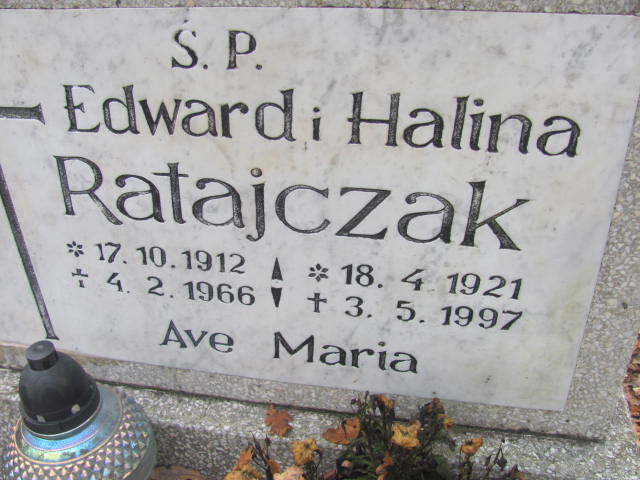 S. P.
Edward i Halina
Ratajczak
* 17. 10. 1912 * 18. 4. 1921
† 4. 2. 1966 † 3. 5. 1997
Ave Maria